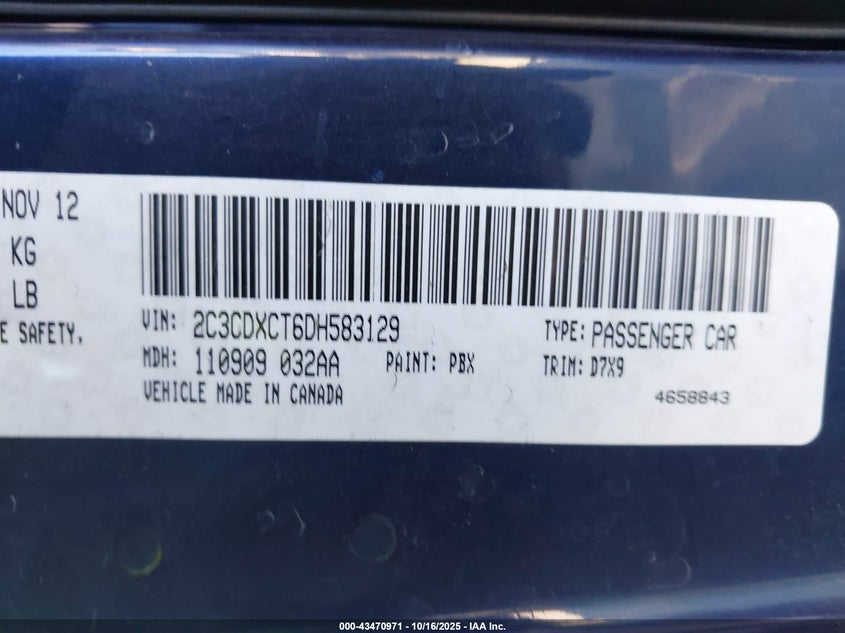 NOV 12
KG
LB
E SAFETY.
VIN: 2C3CDXCT6DH583129 TYPE: PASSENGER CAR
MDH: 110909 032AA PAINT: PBX TRIM: D7X9
VEHICLE MADE IN CANADA 4658843
000-43470971 - 10/16/2025 - IAA Inc.